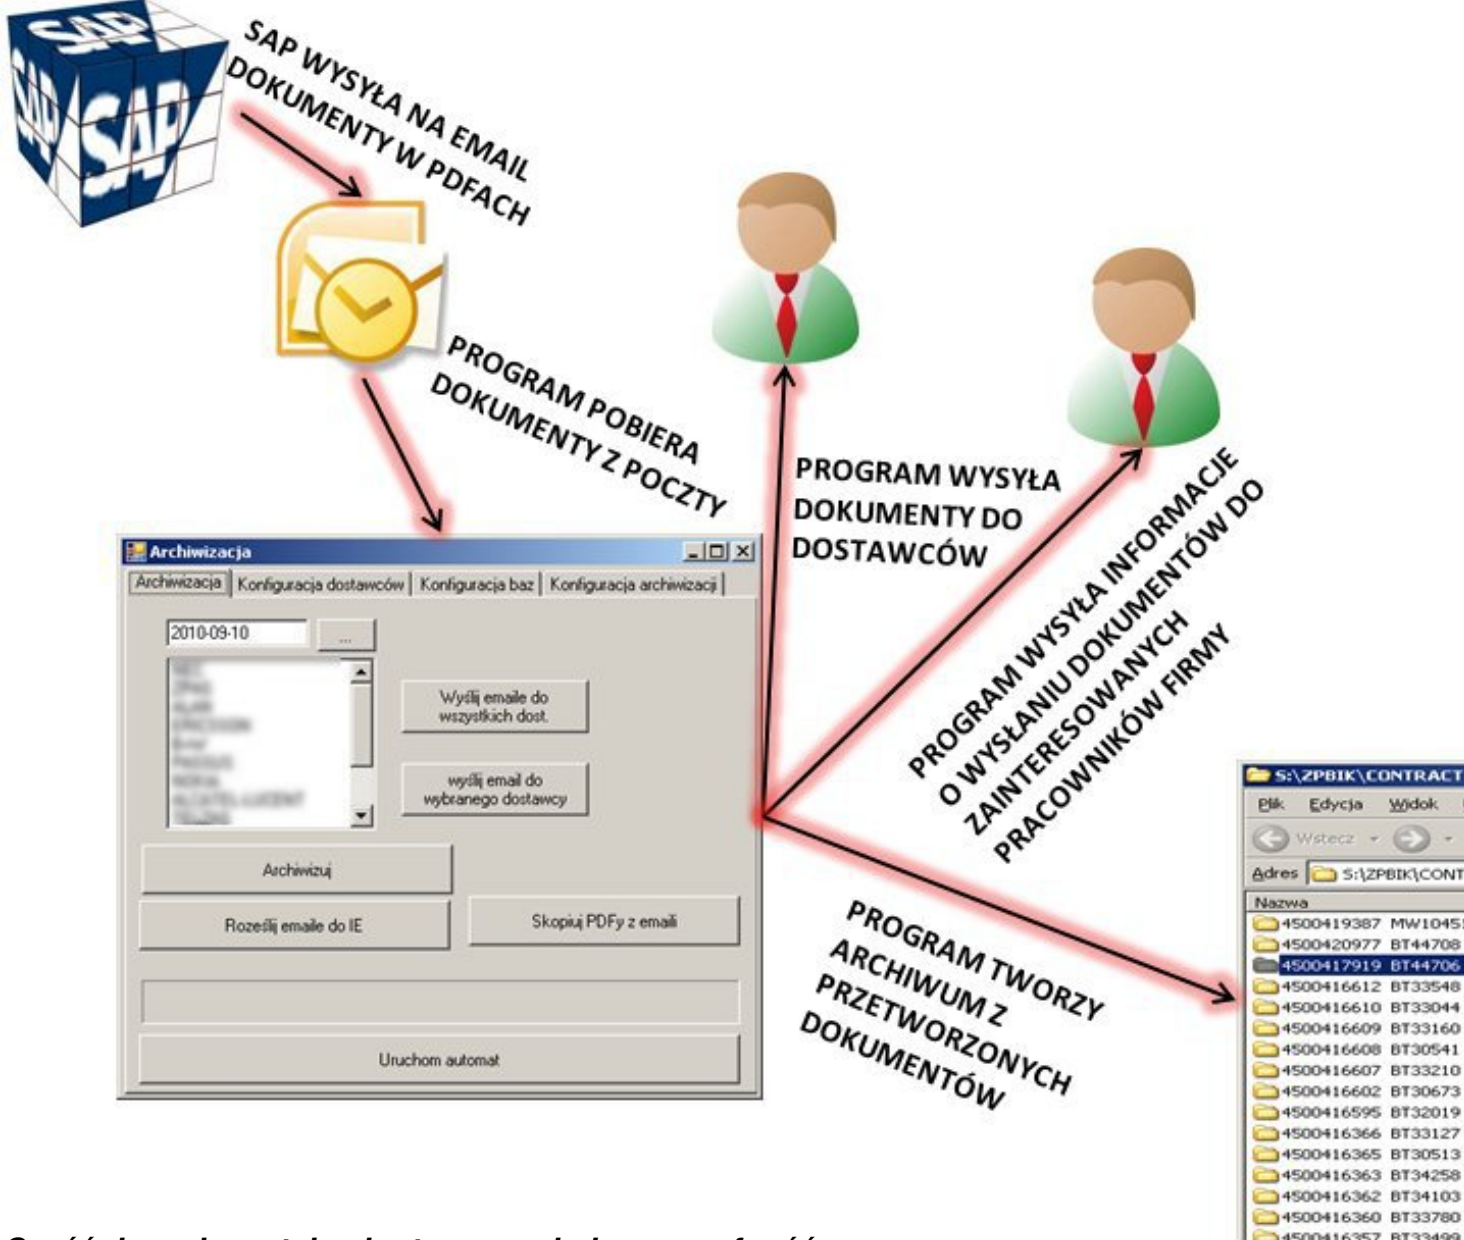 SAP
SAP
SAP
SAP WYSYŁA NA EMAIL
DOKUMENTY W PDFACH
PROGRAM POBIERA
DOKUMENTY Z POCZTY
PROGRAM WYSYŁA
DOKUMENTY DO
DOSTAWCÓW
PROGRAM WYSYŁA INFORMACJE
O WYSŁANIU DOKUMENTÓW DO
ZAINTERESOWANYCH
PRACOWNIKÓW FIRMY
Archiwizacja
Archiwizacja Konfiguracja dostawców Konfiguracja baz Konfiguracja archiwizacji
2010-09-10
...
Wyślij emaile do
wszystkich dost.
wyślij email do
wybranego dostawcy
Archiwizuj
Roześlij emaile do IE
Skopiuj PDFy z emaili
Uruchom automat
PROGRAM TWORZY
ARCHIWUM Z
PRZETWORZONYCH
DOKUMENTÓW
S:\ZPBIK\CONTRACT
Plik Edycja Widok
Wstecz
Adres S:\ZPBIK\CONT
Nazwa
4500419387 MW1045
4500420977 BT44708
4500417919 BT44706
4500416612 BT33548
4500416610 BT33044
4500416609 BT33160
4500416608 BT30541
4500416607 BT33210
4500416602 BT30673
4500416595 BT32019
4500416366 BT33127
4500416365 BT30513
4500416363 BT34258
4500416362 BT34103
4500416360 BT33780
4500416357 BT33499